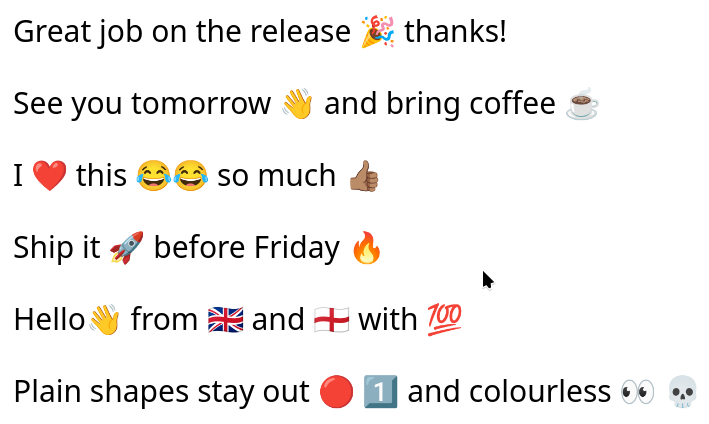 Great job on the release 🎉 thanks!
See you tomorrow 👋 and bring coffee ☕
I ❤️ this 😂😂 so much 👍🏽
Ship it 🚀 before Friday 🔥
Hello👋 from 🇬🇧 and 🏴󠁧󠁢󠁥󠁮󠁧󠁿 with 💯
Plain shapes stay out 🔴 1️⃣ and colourless 👀 💀